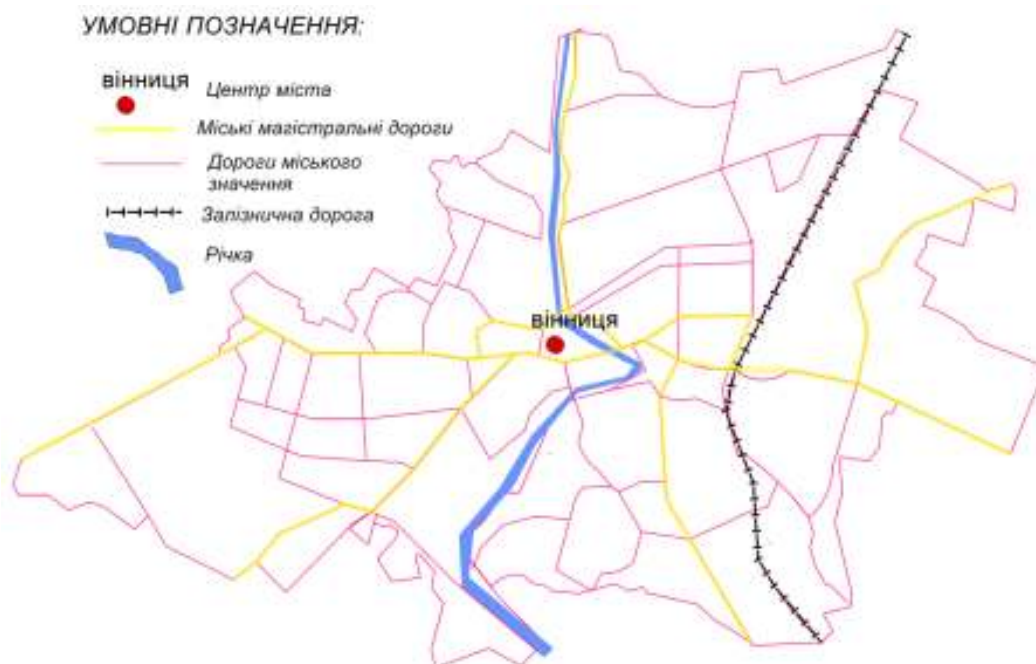 УМОВНІ ПОЗНАЧЕННЯ:
ВІННИЦЯ
Центр міста
Міські магістральні дороги
Дороги міського
значення
Залізнична дорога
Річка
ВІННИЦЯ